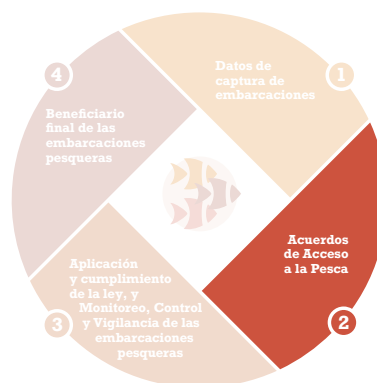 1
Datos de
captura de
embarcaciones
2
Acuerdos
de Acceso
a la Pesca
3
Aplicación
y cumplimiento
de la ley, y
Monitoreo, Control
y Vigilancia de las
embarcaciones
pesqueras
4
Beneficiario
final de las
embarcaciones
pesqueras